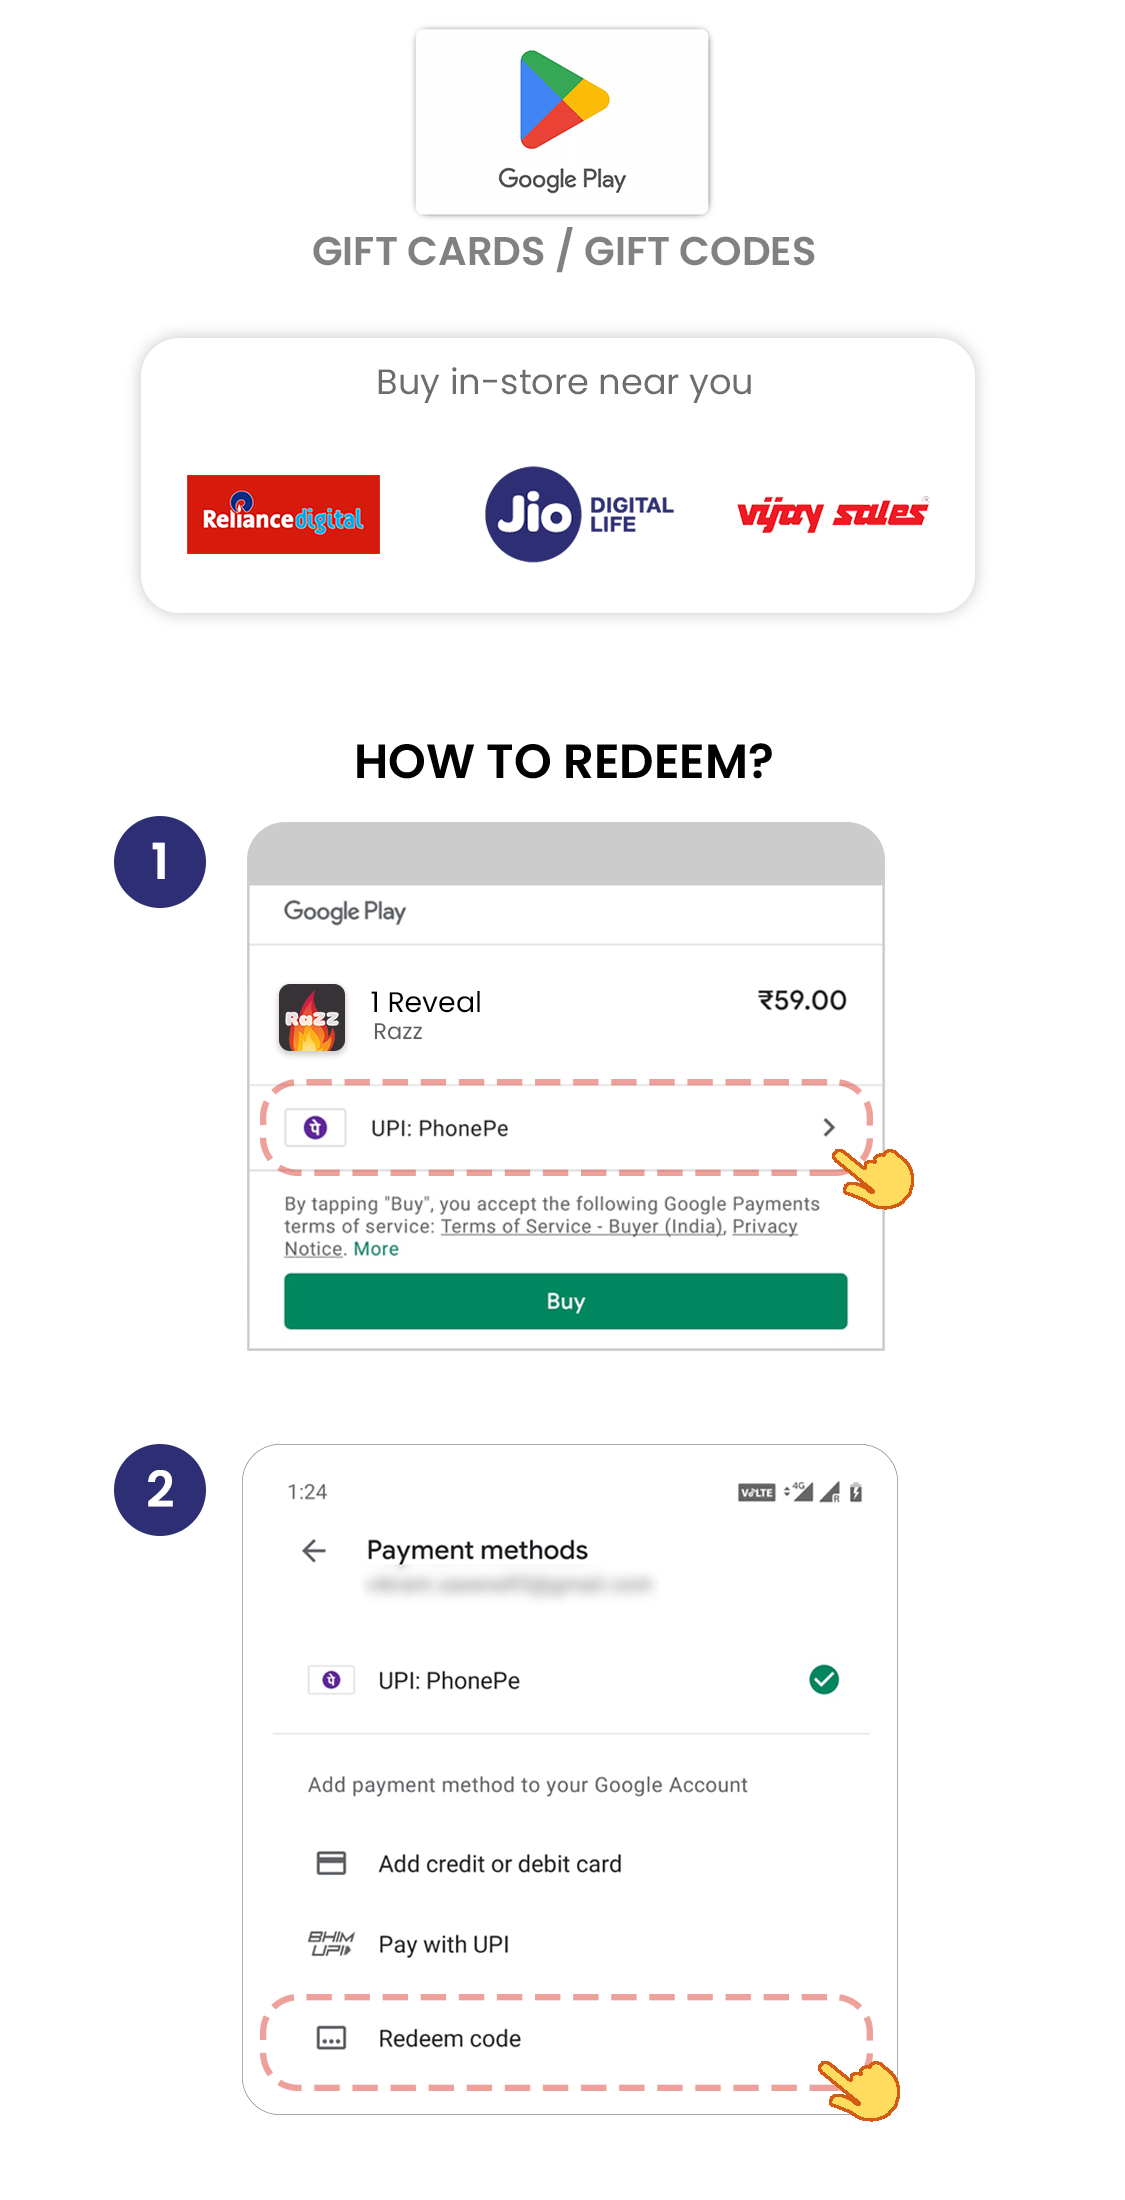 Google Play
GIFT CARDS / GIFT CODES
Buy in-store near you
Reliance digital
Jio DIGITAL
LIFE
vijay sales
HOW TO REDEEM?
1
Google Play
1 Reveal ₹59.00
Razz
Razz
पे UPI: PhonePe
By tapping "Buy", you accept the following Google Payments
terms of service: Terms of Service - Buyer (India), Privacy
Notice. More
Buy
2
1:24 VoLTE 4G R
Payment methods
पे UPI: PhonePe
Add payment method to your Google Account
Add credit or debit card
BHIM
UPI Pay with UPI
Redeem code